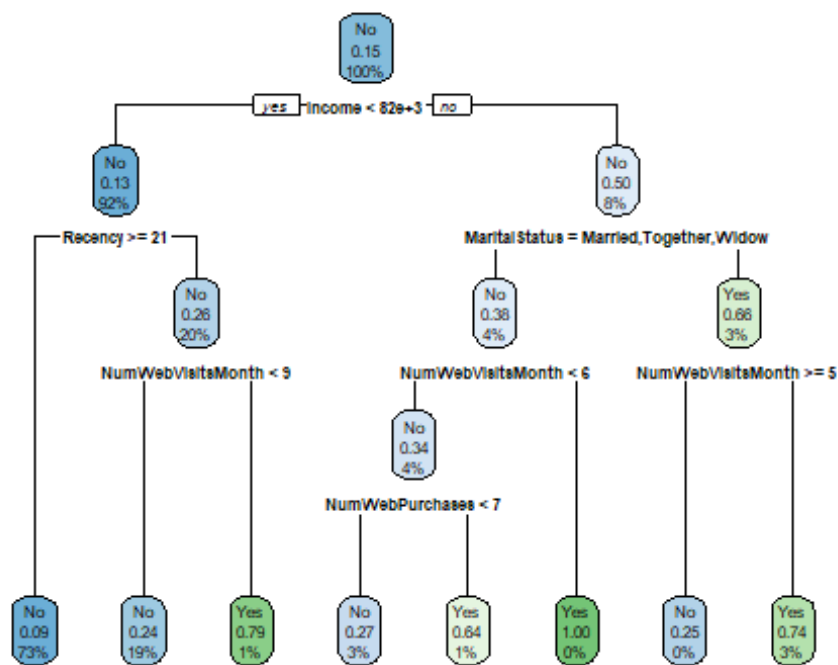 No
0.15
100%
yes Income < 82e+3 no
No
0.13
92%
No
0.50
8%
Recency >= 21
MaritalStatus = Married,Together,Widow
No
0.26
20%
No
0.38
4%
Yes
0.66
3%
NumWebVisitsMonth < 9
NumWebVisitsMonth < 6
NumWebVisitsMonth >= 5
No
0.34
4%
NumWebPurchases < 7
No
0.09
73%
No
0.24
19%
Yes
0.79
1%
No
0.27
3%
Yes
0.64
1%
Yes
1.00
0%
No
0.25
0%
Yes
0.74
3%